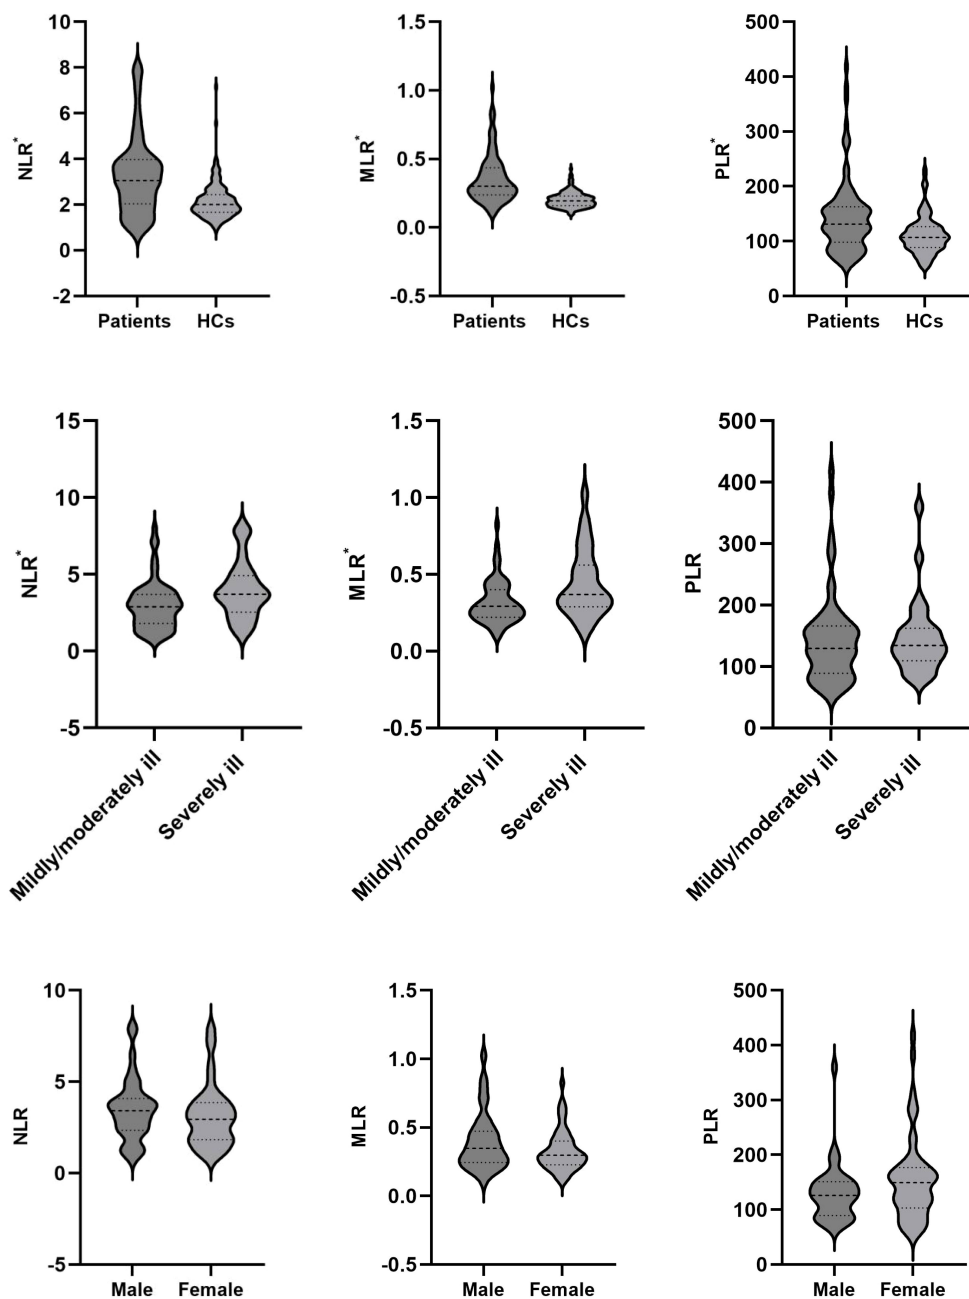 NLR*
10
8
6
4
2
0
-2
Patients HCs
MLR*
1.5
1.0
0.5
0.0
-0.5
Patients HCs
PLR*
500
400
300
200
100
0
Patients HCs
NLR*
15
10
5
0
-5
Mildly/moderately ill
Severely ill
MLR*
1.5
1.0
0.5
0.0
-0.5
Mildly/moderately ill
Severely ill
PLR
500
400
300
200
100
0
Mildly/moderately ill
Severely ill
NLR
10
5
0
-5
Male Female
MLR
1.5
1.0
0.5
0.0
-0.5
Male Female
PLR
500
400
300
200
100
0
Male Female